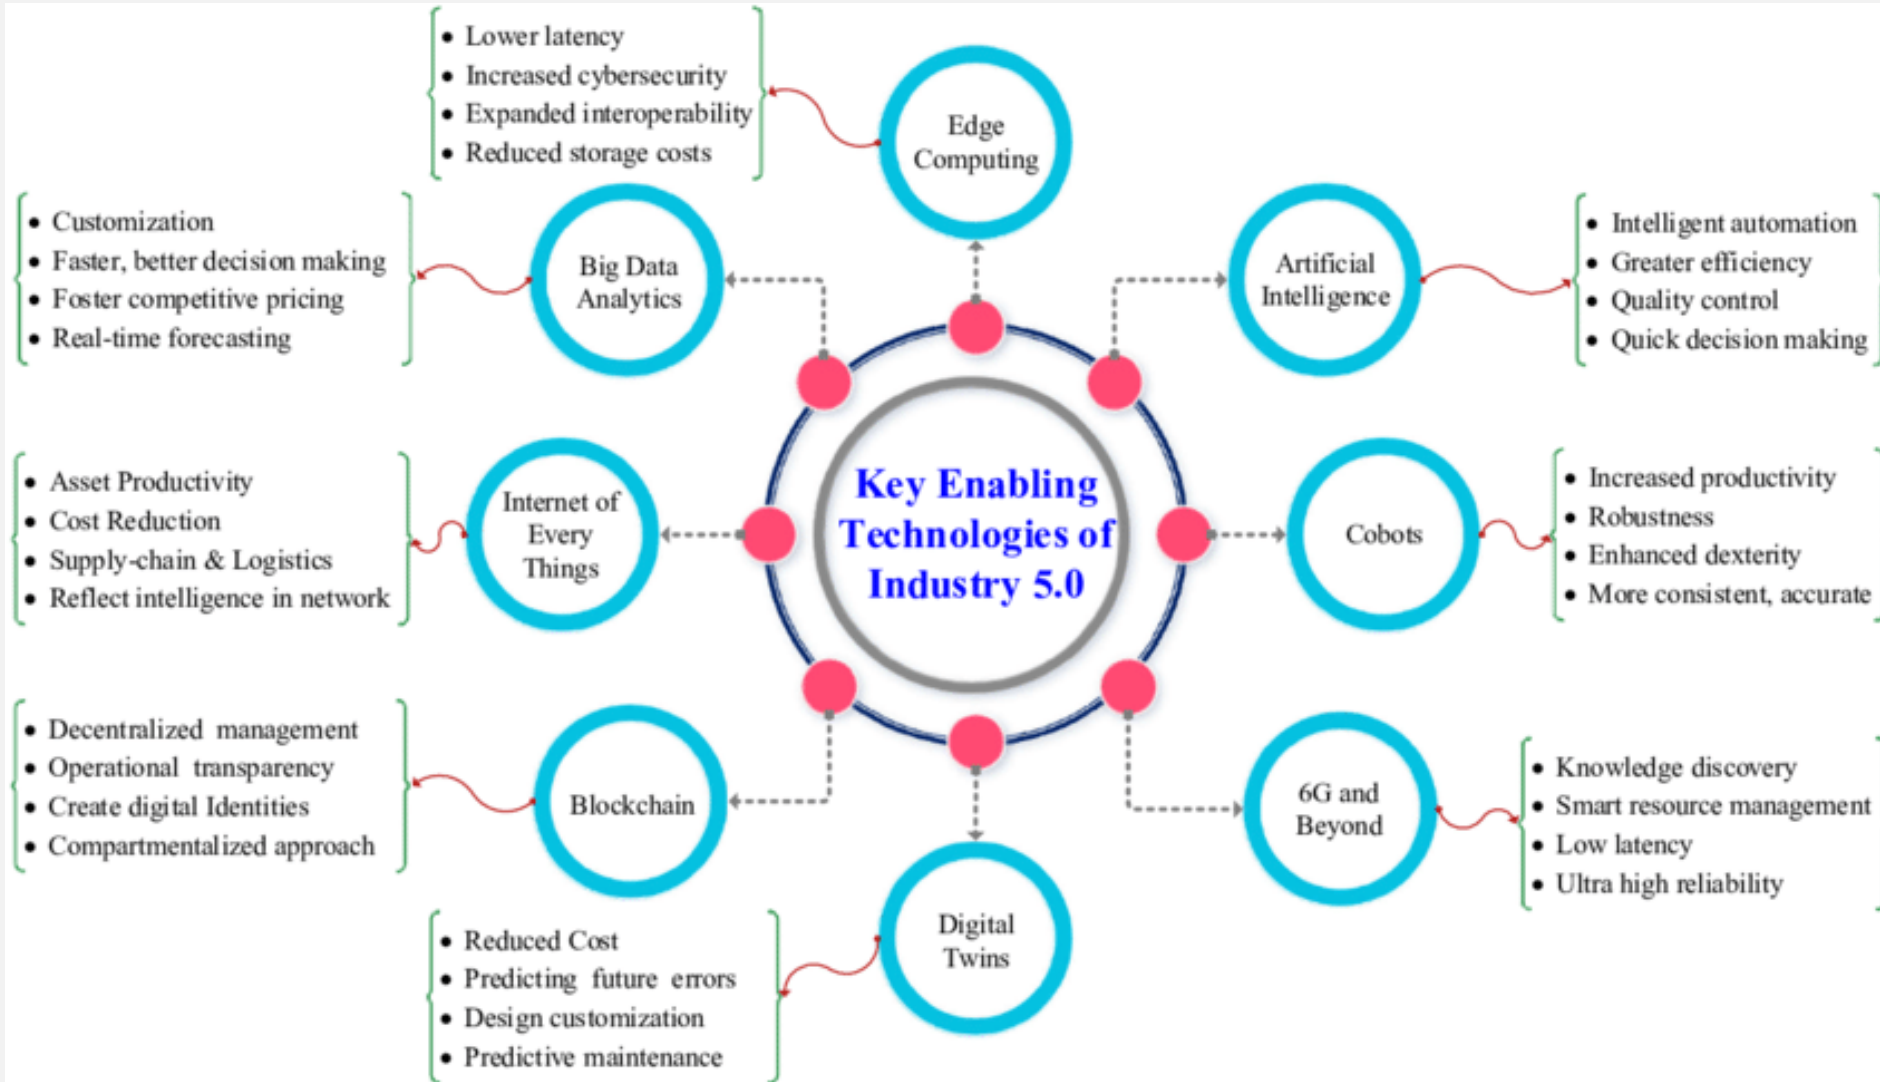 Lower latency
Increased cybersecurity
Expanded interoperability
Reduced storage costs
Edge
Computing
Customization
Faster, better decision making
Foster competitive pricing
Real-time forecasting
Big Data
Analytics
Artificial
Intelligence
Intelligent automation
Greater efficiency
Quality control
Quick decision making
Asset Productivity
Cost Reduction
Supply-chain & Logistics
Reflect intelligence in network
Internet of
Every
Things
Key Enabling
Technologies of
Industry 5.0
Cobots
Increased productivity
Robustness
Enhanced dexterity
More consistent, accurate
Decentralized management
Operational transparency
Create digital Identities
Compartmentalized approach
Blockchain
6G and
Beyond
Knowledge discovery
Smart resource management
Low latency
Ultra high reliability
Reduced Cost
Predicting future errors
Design customization
Predictive maintenance
Digital
Twins